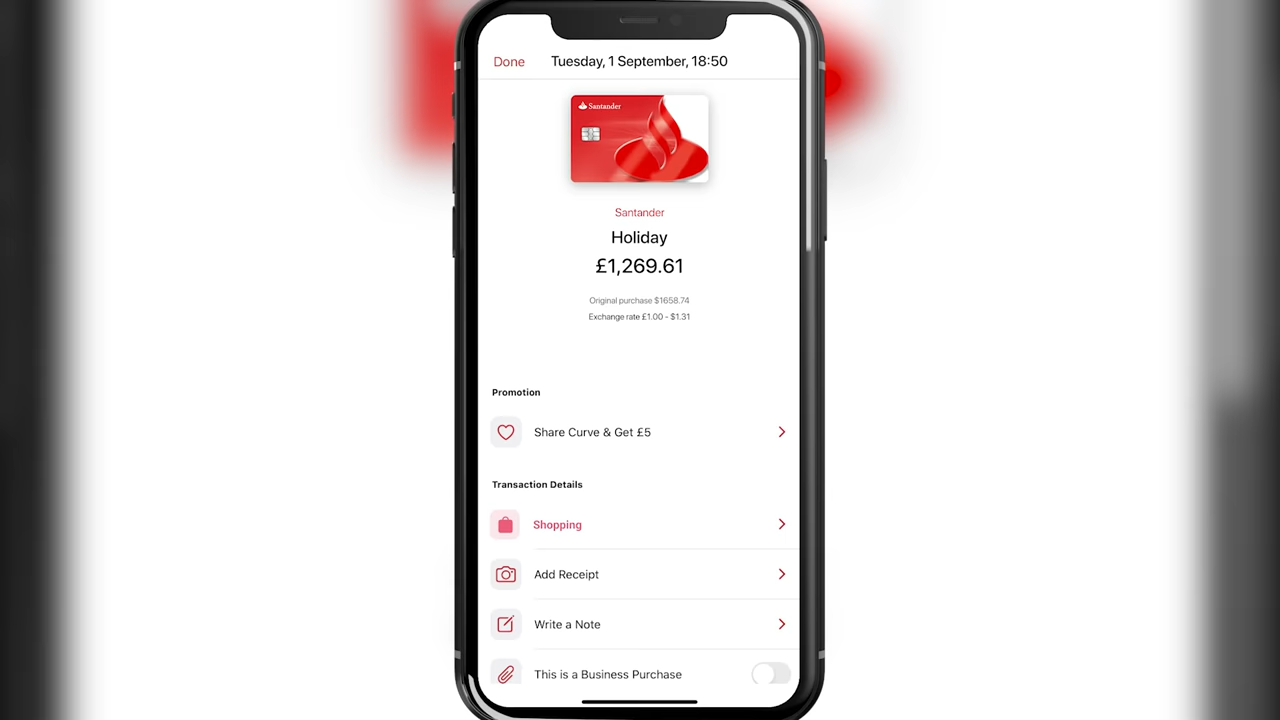 Done
Tuesday, 1 September, 18:50
Santander
Santander
Holiday
£1,269.61
Original purchase $1658.74
Exchange rate £1.00 - $1.31
Promotion
Share Curve & Get £5
Transaction Details
Shopping
Add Receipt
Write a Note
This is a Business Purchase